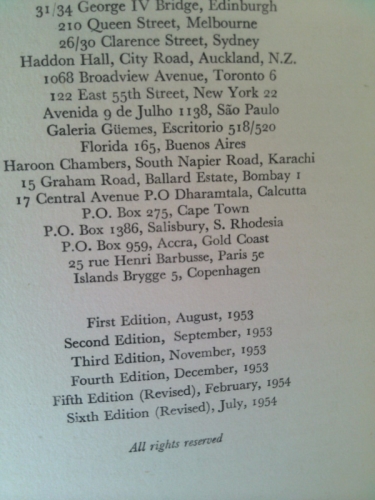 31/34 George IV Bridge, Edinburgh
210 Queen Street, Melbourne
26/30 Clarence Street, Sydney
Haddon Hall, City Road, Auckland, N.Z.
1068 Broadview Avenue, Toronto 6
122 East 55th Street, New York 22
Avenida 9 de Julho 1138, São Paulo
Galeria Güemes, Escritorio 518/520
Florida 165, Buenos Aires
Haroon Chambers, South Napier Road, Karachi
15 Graham Road, Ballard Estate, Bombay 1
17 Central Avenue P.O Dharamtala, Calcutta
P.O. Box 275, Cape Town
P.O. Box 1386, Salisbury, S. Rhodesia
P.O. Box 959, Accra, Gold Coast
25 rue Henri Barbusse, Paris 5e
Islands Brygge 5, Copenhagen
First Edition, August, 1953
Second Edition, September, 1953
Third Edition, November, 1953
Fourth Edition, December, 1953
Fifth Edition (Revised), February, 1954
Sixth Edition (Revised), July, 1954
All rights reserved